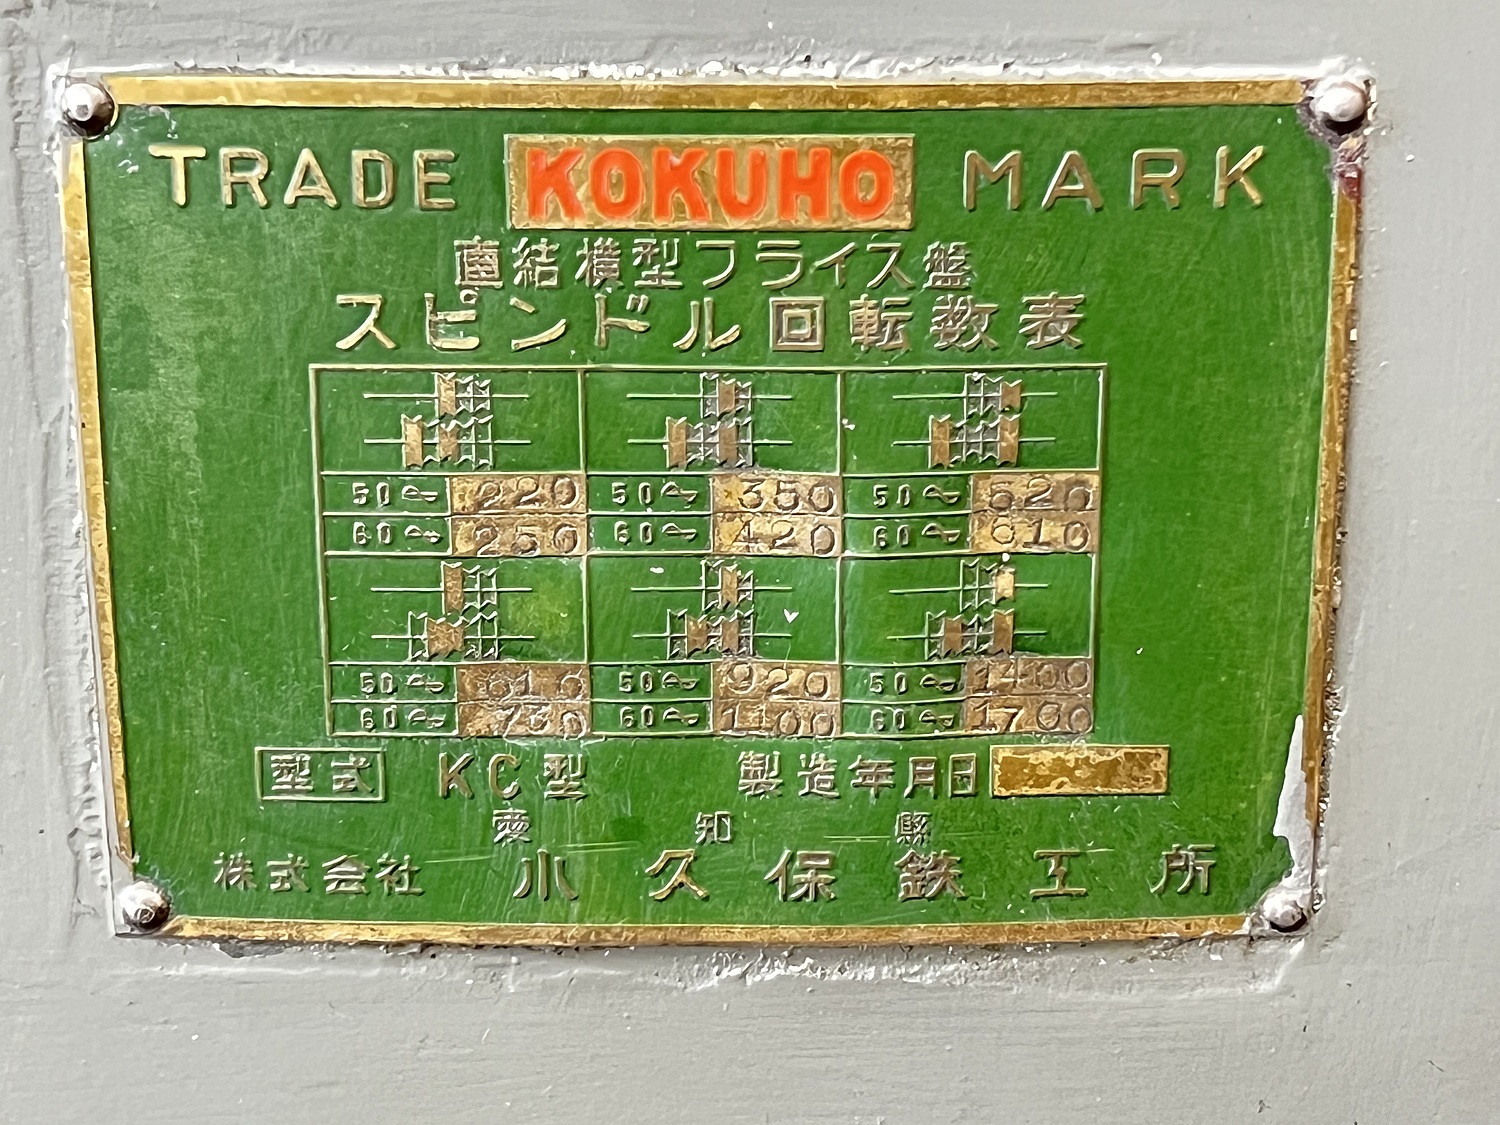 TRADE KOKUHO MARK
直結横型フライス盤
スピンドル回転数表
50∿ 220 50∿ 350 50∿ 520
60∿ 250 60∿ 420 60∿ 610
50∿ 610 50∿ 920 50∿ 1400
60∿ 730 60∿ 1100 60∿ 1700
型式 KC型 製造年月日
愛知縣
株式会社 小久保鉄工所